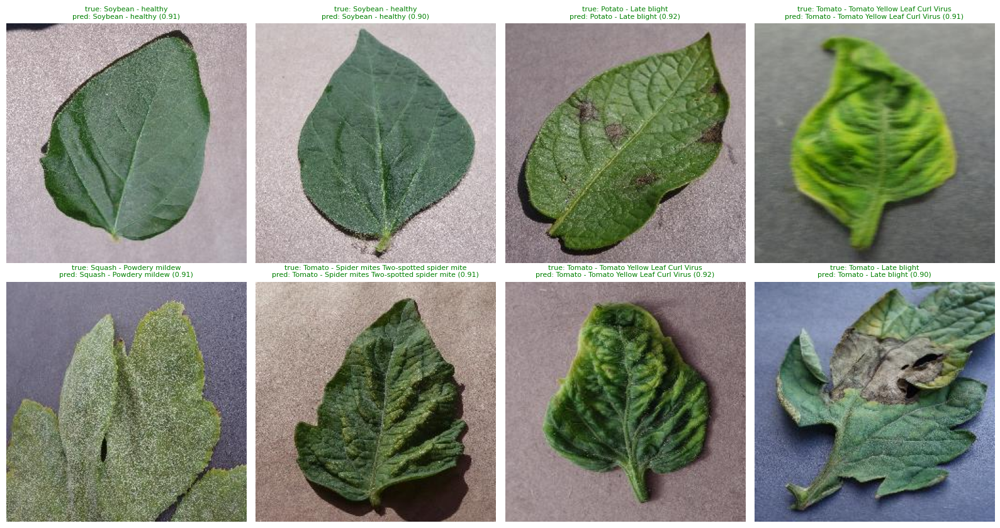 true: Soybean - healthy
pred: Soybean - healthy (0.91)
true: Soybean - healthy
pred: Soybean - healthy (0.90)
true: Potato - Late blight
pred: Potato - Late blight (0.92)
true: Tomato - Tomato Yellow Leaf Curl Virus
pred: Tomato - Tomato Yellow Leaf Curl Virus (0.91)
true: Squash - Powdery mildew
pred: Squash - Powdery mildew (0.91)
true: Tomato - Spider mites Two-spotted spider mite
pred: Tomato - Spider mites Two-spotted spider mite (0.91)
true: Tomato - Tomato Yellow Leaf Curl Virus
pred: Tomato - Tomato Yellow Leaf Curl Virus (0.92)
true: Tomato - Late blight
pred: Tomato - Late blight (0.90)